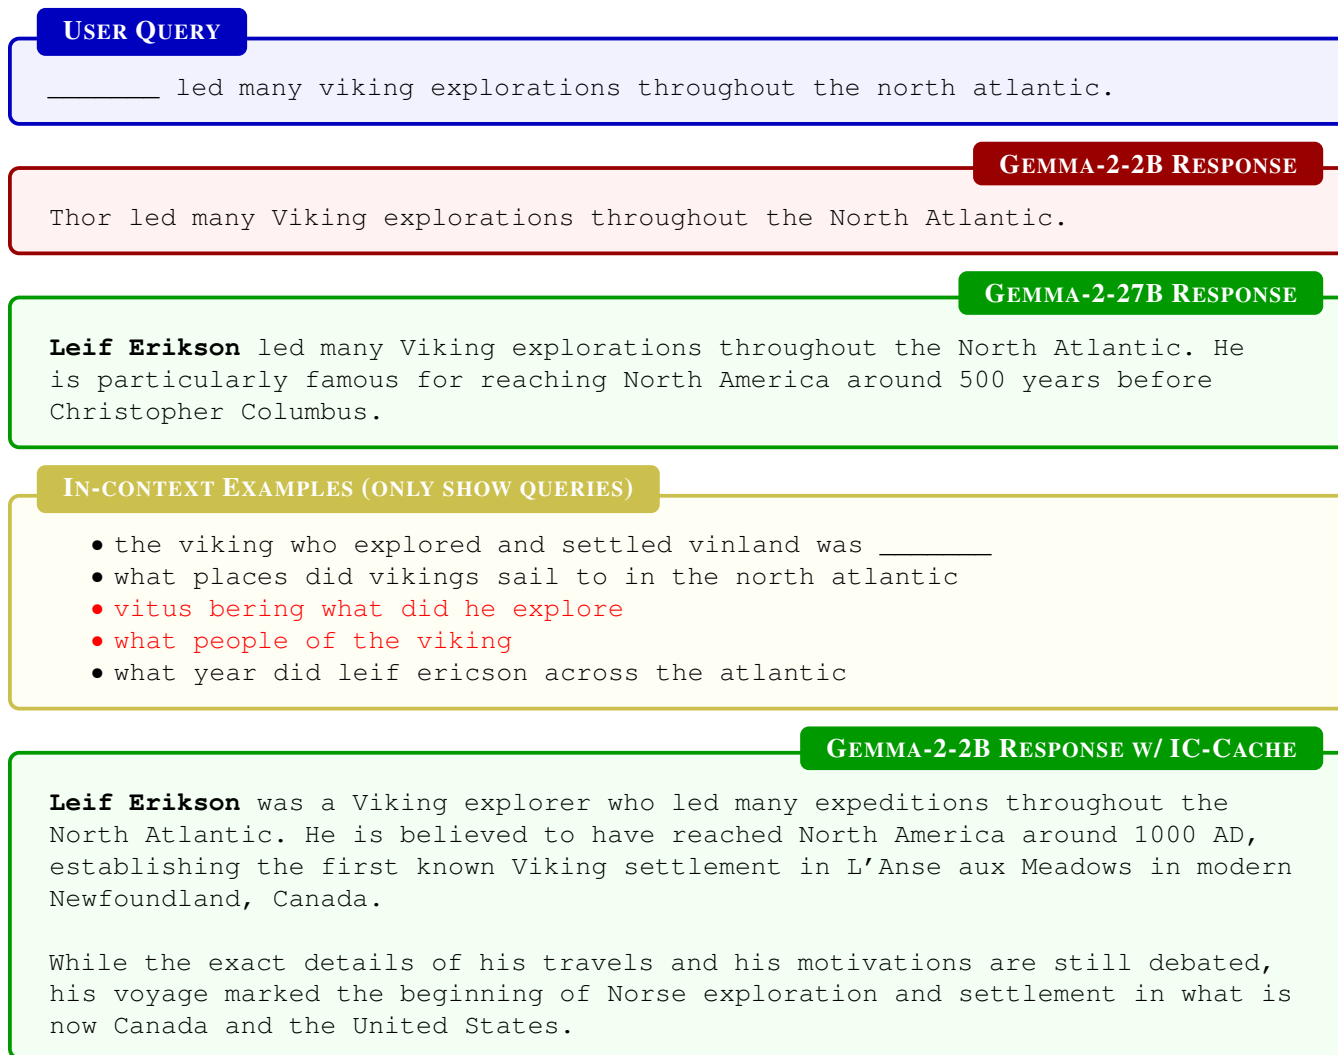 USER QUERY
_______ led many viking explorations throughout the north atlantic.
GEMMA-2-2B RESPONSE
Thor led many Viking explorations throughout the North Atlantic.
GEMMA-2-27B RESPONSE
Leif Erikson led many Viking explorations throughout the North Atlantic. He
is particularly famous for reaching North America around 500 years before
Christopher Columbus.
IN-CONTEXT EXAMPLES (ONLY SHOW QUERIES)
• the viking who explored and settled vinland was _______
• what places did vikings sail to in the north atlantic
• vitus bering what did he explore
• what people of the viking
• what year did leif ericson across the atlantic
GEMMA-2-2B RESPONSE W/ IC-CACHE
Leif Erikson was a Viking explorer who led many expeditions throughout the
North Atlantic. He is believed to have reached North America around 1000 AD,
establishing the first known Viking settlement in L'Anse aux Meadows in modern
Newfoundland, Canada.
While the exact details of his travels and his motivations are still debated,
his voyage marked the beginning of Norse exploration and settlement in what is
now Canada and the United States.